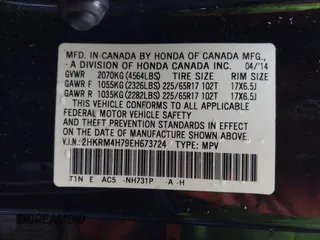 MFD. IN CANADA BY HONDA OF CANADA MFG.,
- A DIVISION OF HONDA CANADA INC. 04/14
GVWR 2070KG (4564LBS) TIRE SIZE RIM SIZE
GAWR F 1055KG (2326LBS) 225/65R17 102T 17X6.5J
GAWR R 1035KG (2282LBS) 225/65R17 102T 17X6.5J
THIS VEHICLE CONFORMS TO ALL APPLICABLE
FEDERAL MOTOR VEHICLE SAFETY AND THEFT
PREVENTION STANDARDS IN EFFECT ON THE DATE
OF MANUFACTURE SHOWN ABOVE.
V.I.N.: 2HKRM4H79EH673724 TYPE: MPV
T1N E AC5 -NH731P -A -H